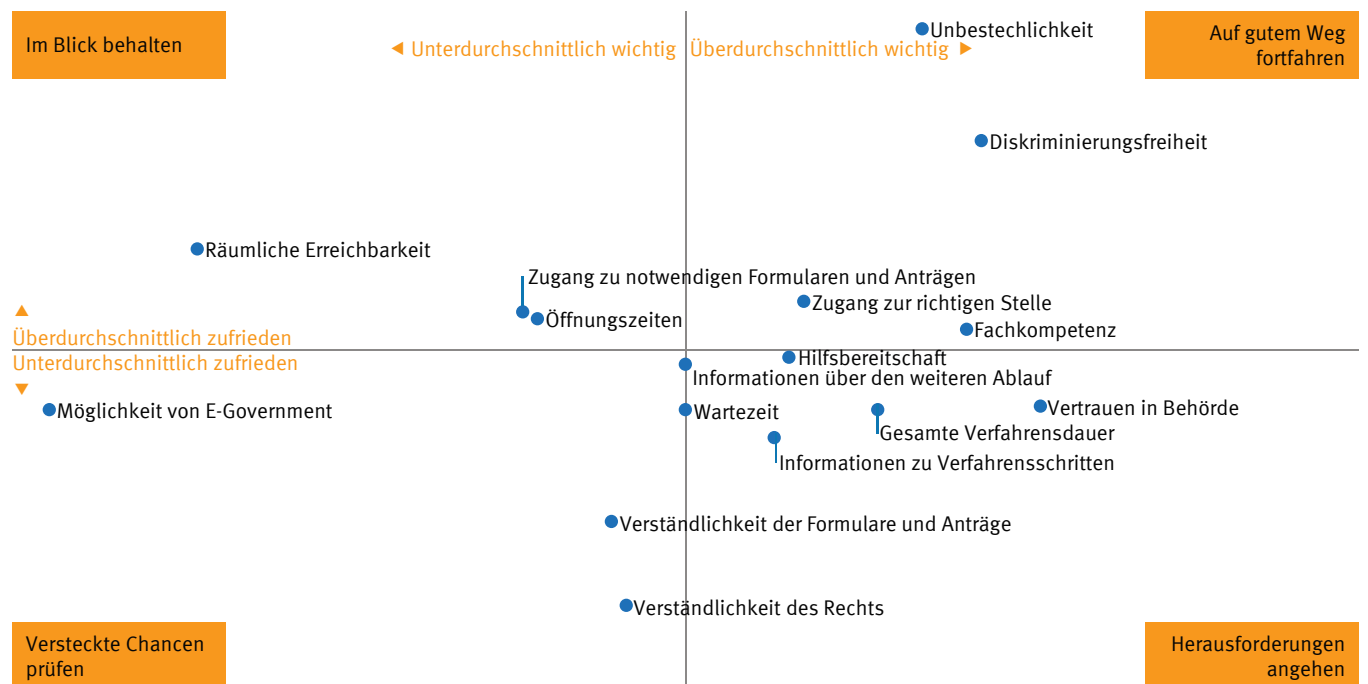 Im Blick behalten
◄ Unterdurchschnittlich wichtig
Überdurchschnittlich wichtig ►
Unbestechlichkeit
Auf gutem Weg
fortfahren
Diskriminierungsfreiheit
Räumliche Erreichbarkeit
Zugang zu notwendigen Formularen und Anträgen
Zugang zur richtigen Stelle
Öffnungszeiten
Fachkompetenz
▲
Überdurchschnittlich zufrieden
Unterdurchschnittlich zufrieden
▼
Hilfsbereitschaft
Informationen über den weiteren Ablauf
Möglichkeit von E-Government
Wartezeit
Vertrauen in Behörde
Gesamte Verfahrensdauer
Informationen zu Verfahrensschritten
Verständlichkeit der Formulare und Anträge
Verständlichkeit des Rechts
Versteckte Chancen
prüfen
Herausforderungen
angehen